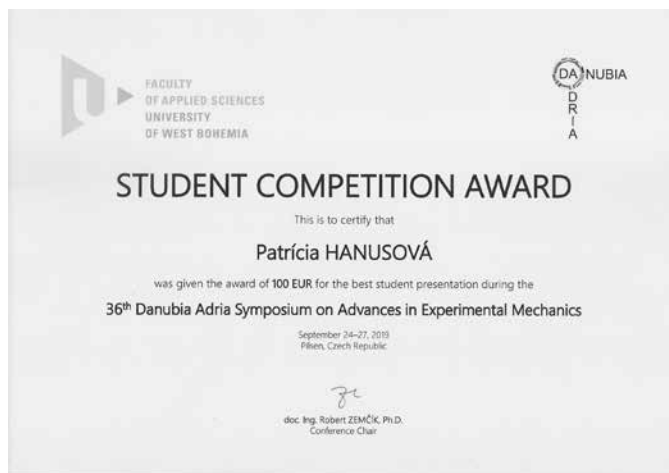 FACULTY
OF APPLIED SCIENCES
UNIVERSITY
OF WEST BOHEMIA
DANUBIA
ADRIA
STUDENT COMPETITION AWARD
This is to certify that
Patrícia HANUSOVÁ
was given the award of 100 EUR for the best student presentation during the
36th Danubia Adria Symposium on Advances in Experimental Mechanics
September 24–27, 2019
Pilsen, Czech Republic
doc. Ing. Robert ZEMČÍK, Ph.D.
Conference Chair